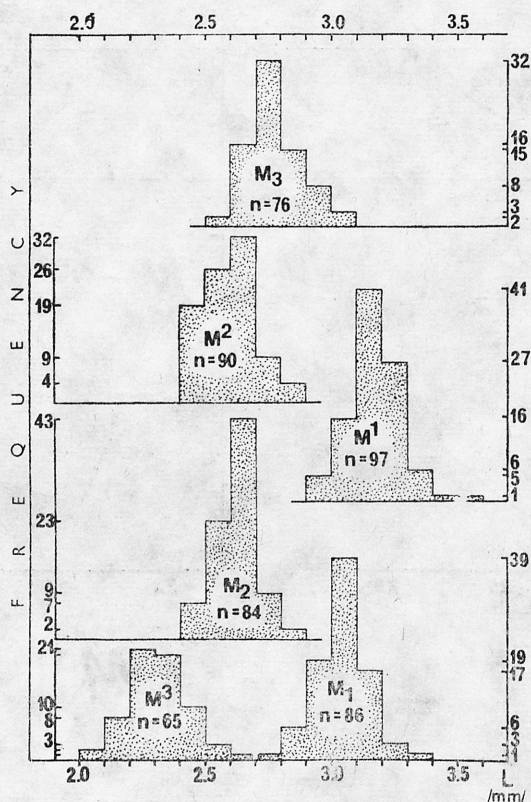 2.0 2.5 3.0 3.5
32
16
15
8
3
2
M3
n=76
FREQUENCY
32
26
19
9
4
M2
n=90
41
16
6
5
1
M1
n=97
43
23
9
7
2
M2
n=84
21
10
8
3
M3
n=65
39
19
17
6
3
1
M1
n=86
2.0 2.5 3.0 3.5 L
/mm/